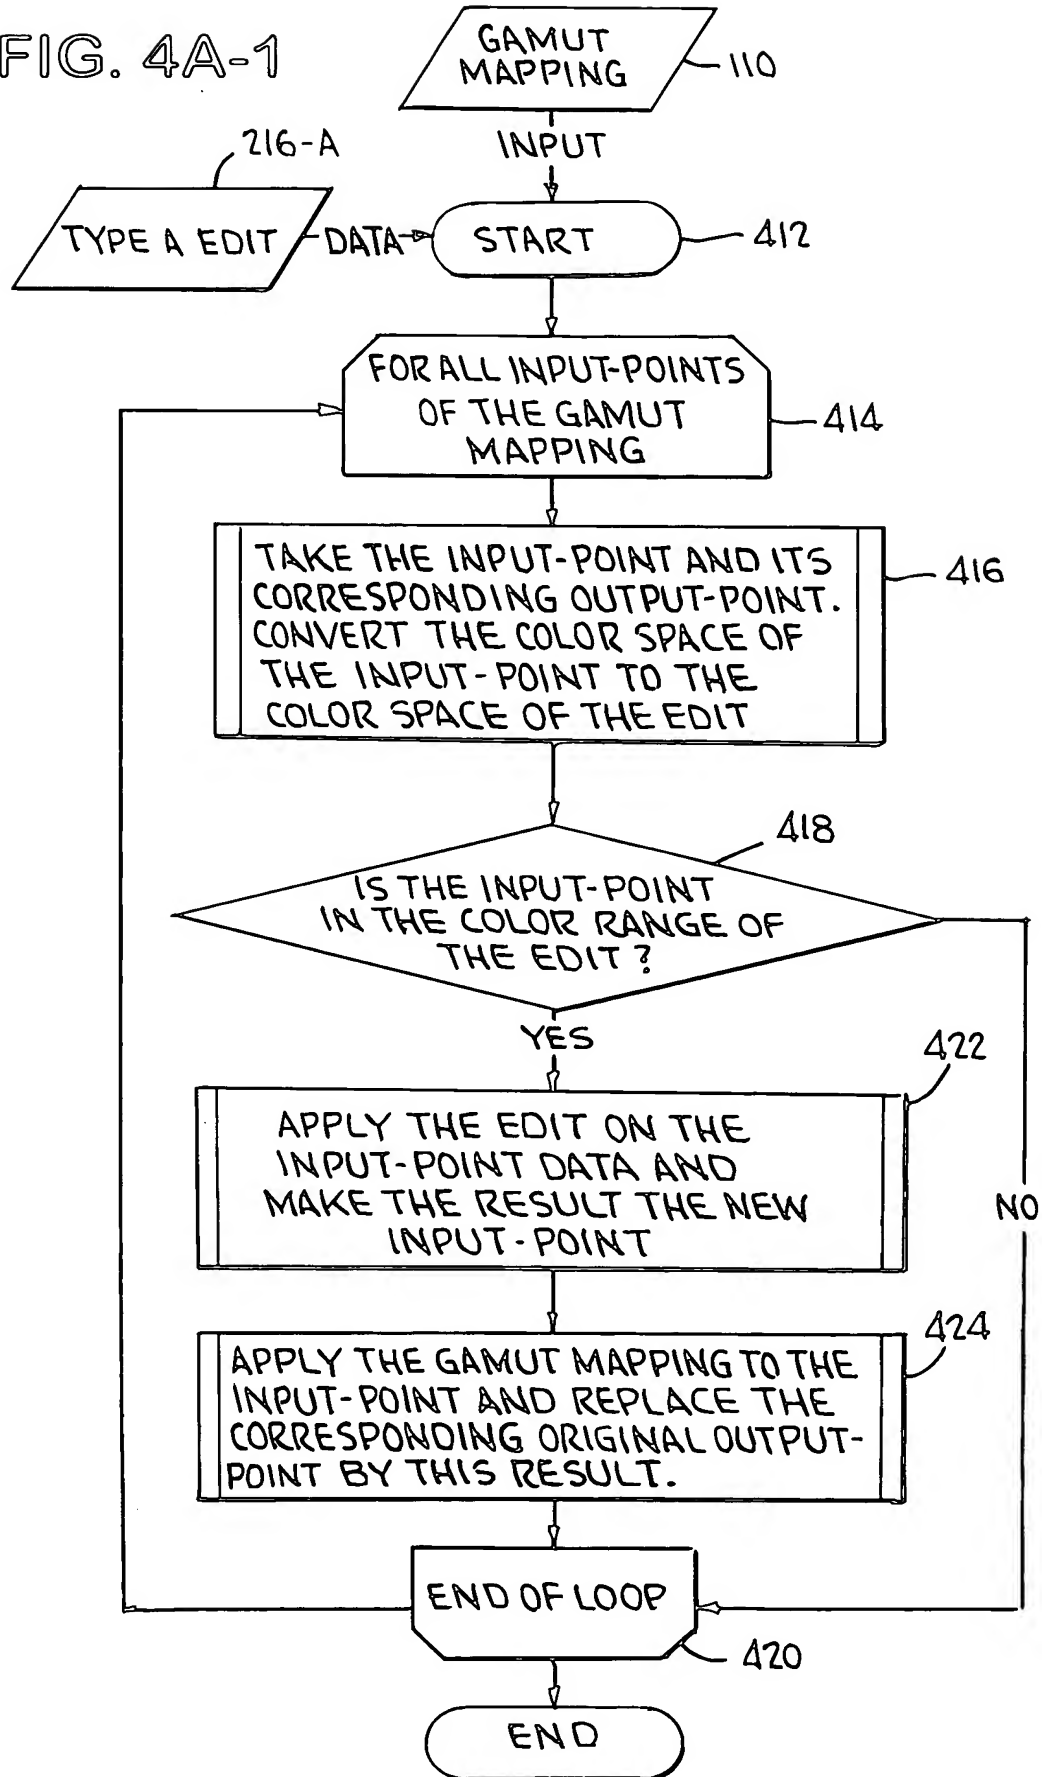 FIG. 4A-1
GAMUT
MAPPING
110
INPUT
216-A
TYPE A EDIT
DATA
START
412
FOR ALL INPUT-POINTS
OF THE GAMUT
MAPPING
414
TAKE THE INPUT-POINT AND ITS
CORRESPONDING OUTPUT-POINT.
CONVERT THE COLOR SPACE OF
THE INPUT-POINT TO THE
COLOR SPACE OF THE EDIT
416
418
IS THE INPUT-POINT
IN THE COLOR RANGE OF
THE EDIT?
YES
422
APPLY THE EDIT ON THE
INPUT-POINT DATA AND
MAKE THE RESULT THE NEW
INPUT-POINT
NO
424
APPLY THE GAMUT MAPPING TO THE
INPUT-POINT AND REPLACE THE
CORRESPONDING ORIGINAL OUTPUT-
POINT BY THIS RESULT.
END OF LOOP
420
END